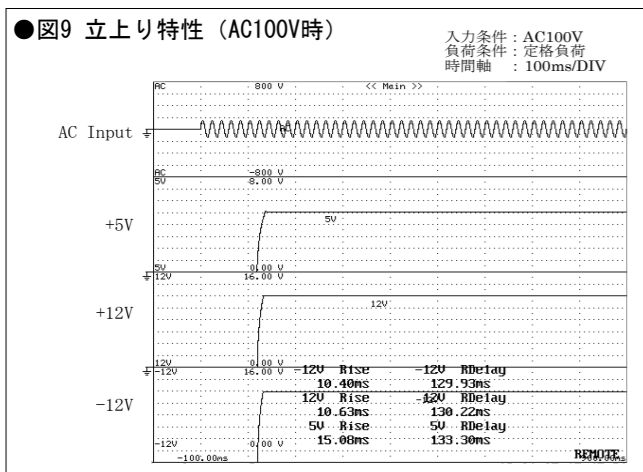 ●図9 立上り特性（AC100V時）
入力条件：AC100V
負荷条件：定格負荷
時間軸 ：100ms/DIV
AC 800 V << Main >>
AC Input
AC
AC -800 V
5V 8.00 V
+5V
5V
5V 0.00 V
12V 16.00 V
+12V
12V
12V 0.00 V
-12V 16.00 V
-12V Rise -12V RDelay
10.40ms 129.93ms
12V Rise 12V RDelay
10.63ms 130.22ms
-12V
5V Rise 5V RDelay
15.08ms 133.30ms
-12V 0.00 V
-100.00ms
REMOTE
900.00ms